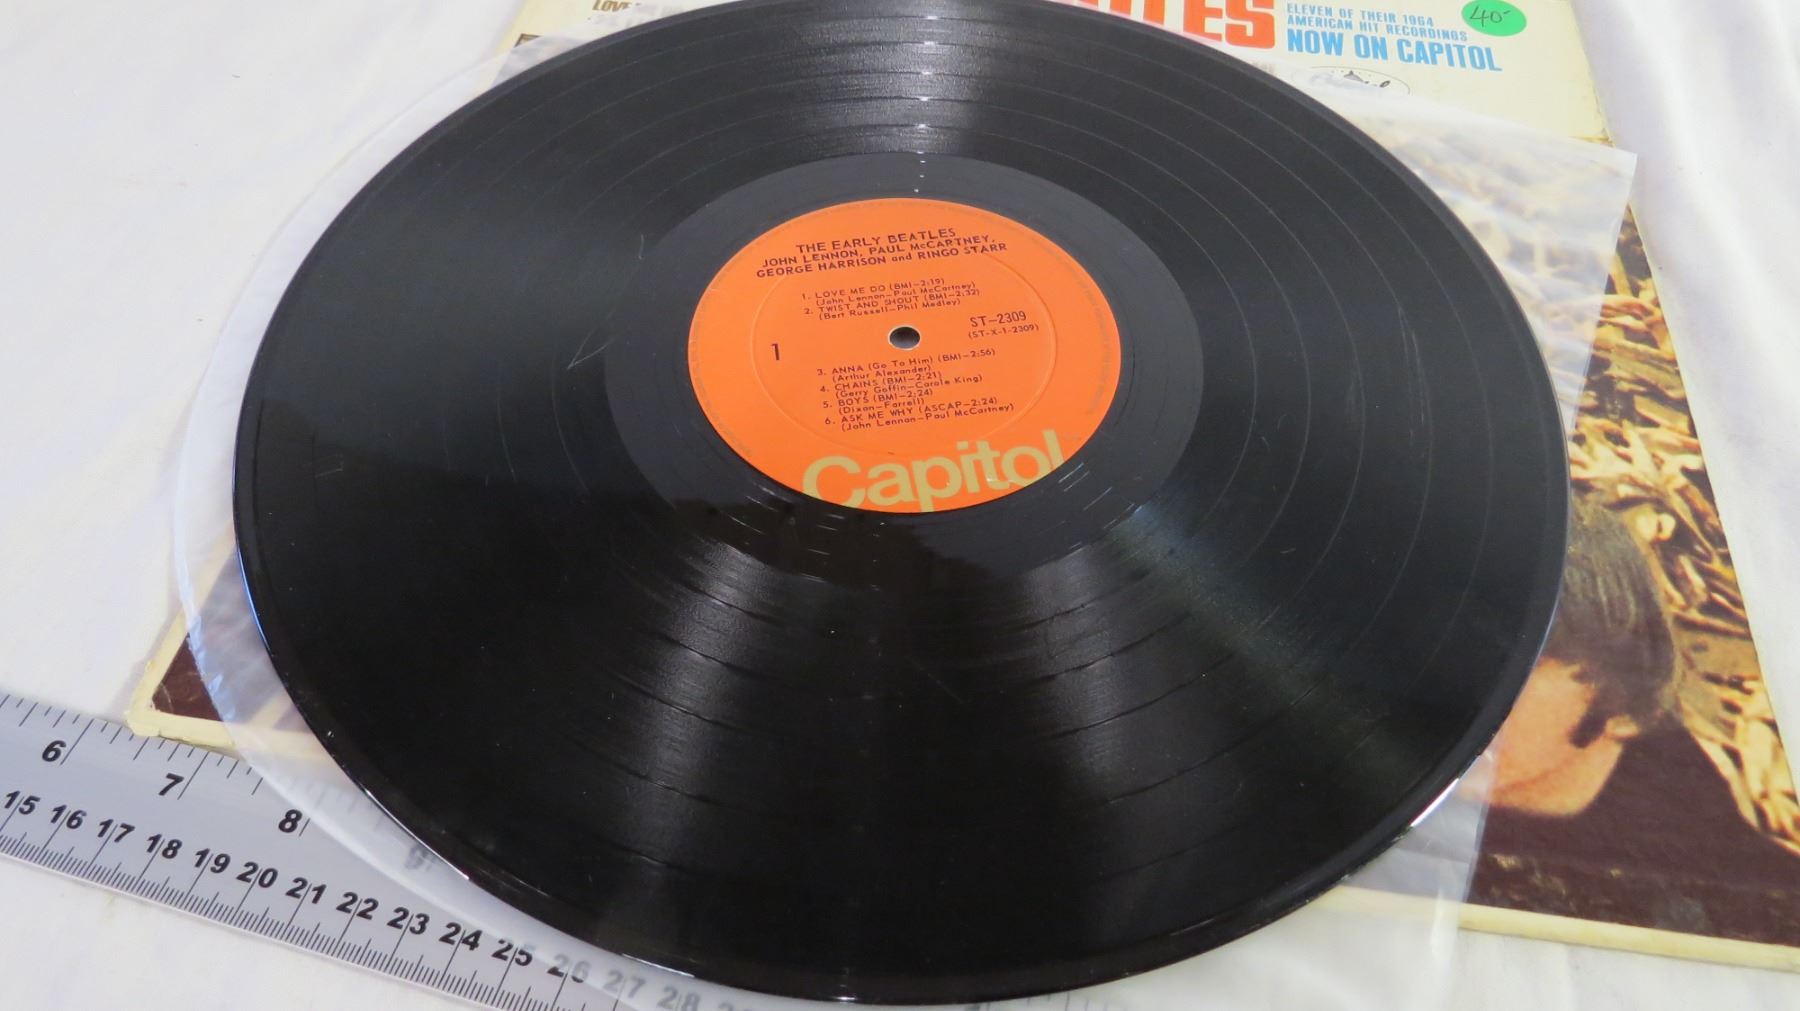 LOVE
ELEVEN OF THEIR 1964
AMERICAN HIT RECORDINGS
NOW ON CAPITOL
40-
THE EARLY BEATLES
JOHN LENNON, PAUL McCARTNEY,
GEORGE HARRISON and RINGO STARR
1. LOVE ME DO (BMI-2:19)
(John Lennon-Paul McCartney)
2. TWIST AND SHOUT (BMI-2:32)
(Bert Russell-Phil Medley)
ST-2309
(ST-X-1-2309)
1
3. ANNA (Go To Him) (BMI-2:56)
(Arthur Alexander)
4. CHAINS (BMI-2:21)
(Gerry Goffin-Carole King)
5. BOYS (BMI-2:24)
(Dixon-Farrell)
6. ASK ME WHY (ASCAP-2:24)
(John Lennon-Paul McCartney)
Capitol
6 7 8 9
15 16 17 18 19 20 21 22 23 24 25 26 27 28